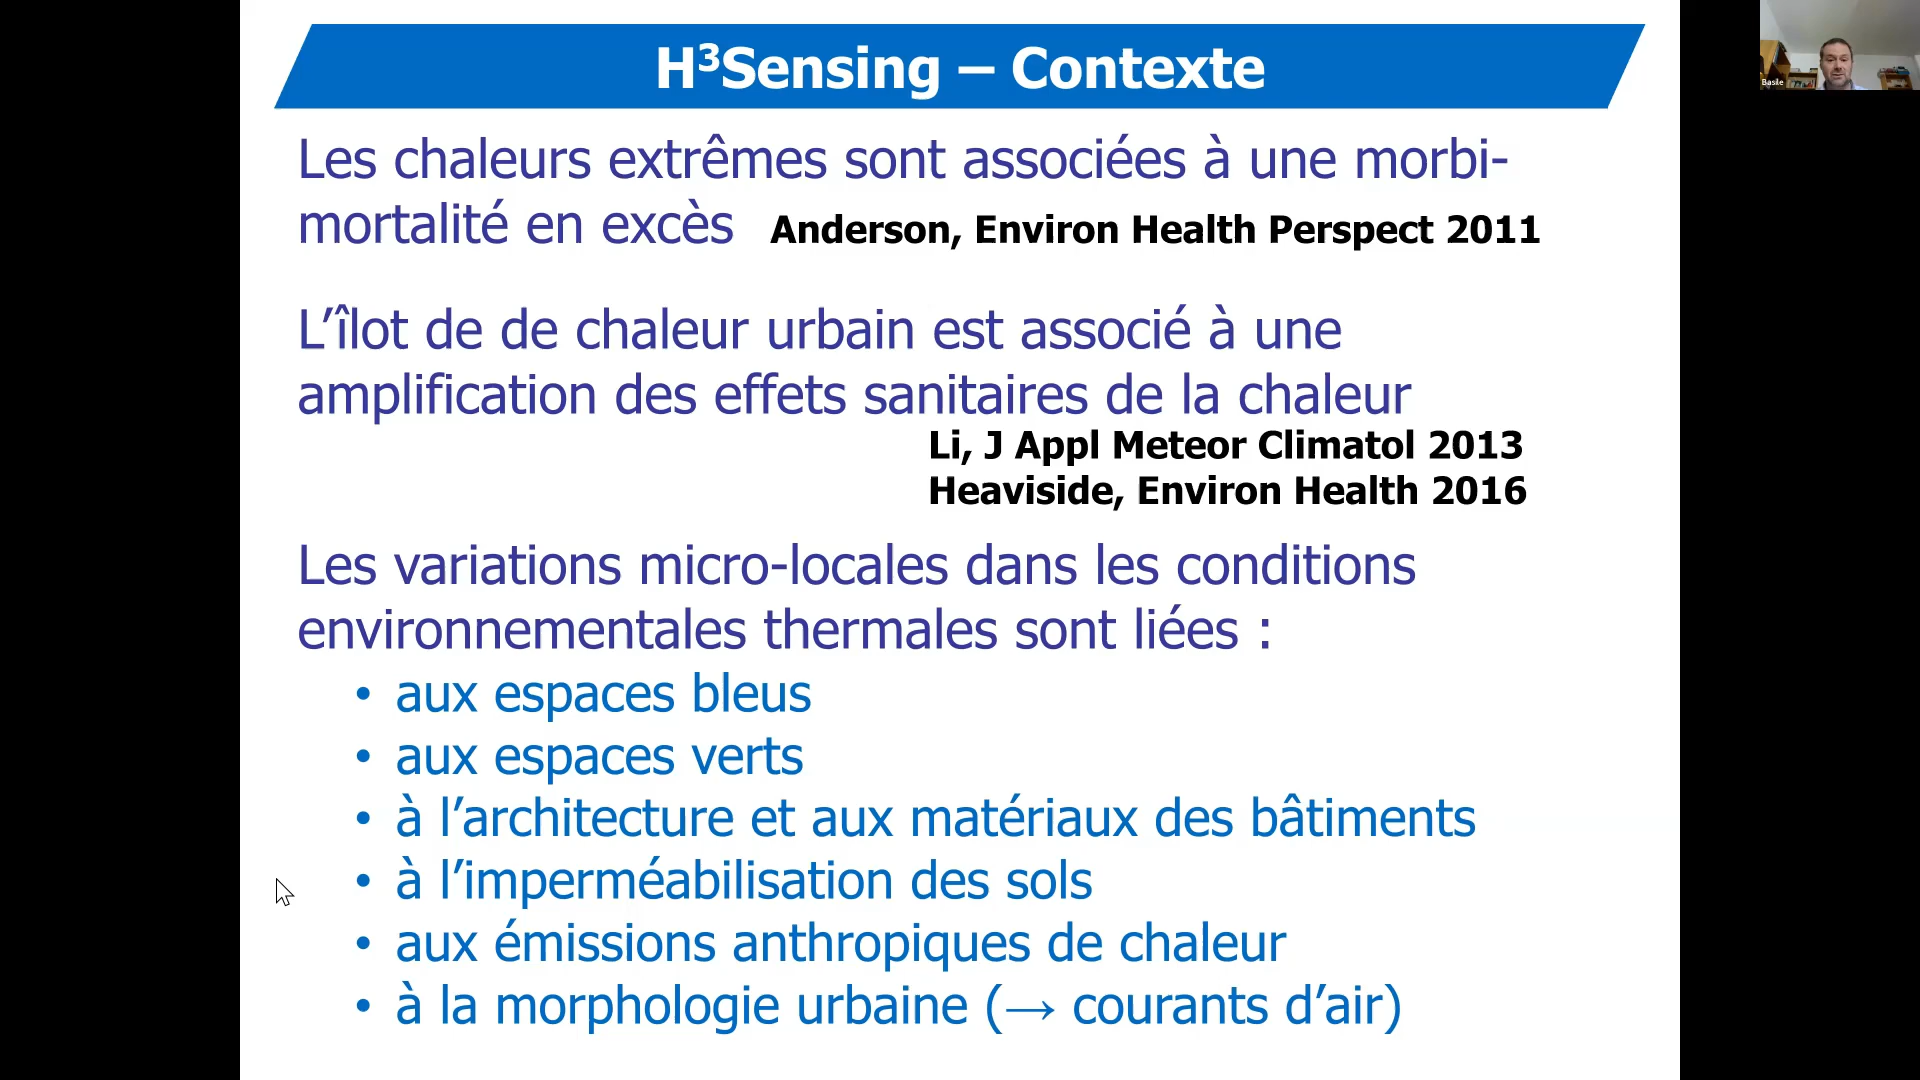 H³Sensing – Contexte
Basile
Les chaleurs extrêmes sont associées à une morbi-
mortalité en excès Anderson, Environ Health Perspect 2011
L’îlot de de chaleur urbain est associé à une
amplification des effets sanitaires de la chaleur
Li, J Appl Meteor Climatol 2013
Heaviside, Environ Health 2016
Les variations micro-locales dans les conditions
environnementales thermales sont liées :
• aux espaces bleus
• aux espaces verts
• à l’architecture et aux matériaux des bâtiments
• à l’imperméabilisation des sols
• aux émissions anthropiques de chaleur
• à la morphologie urbaine (→ courants d’air)